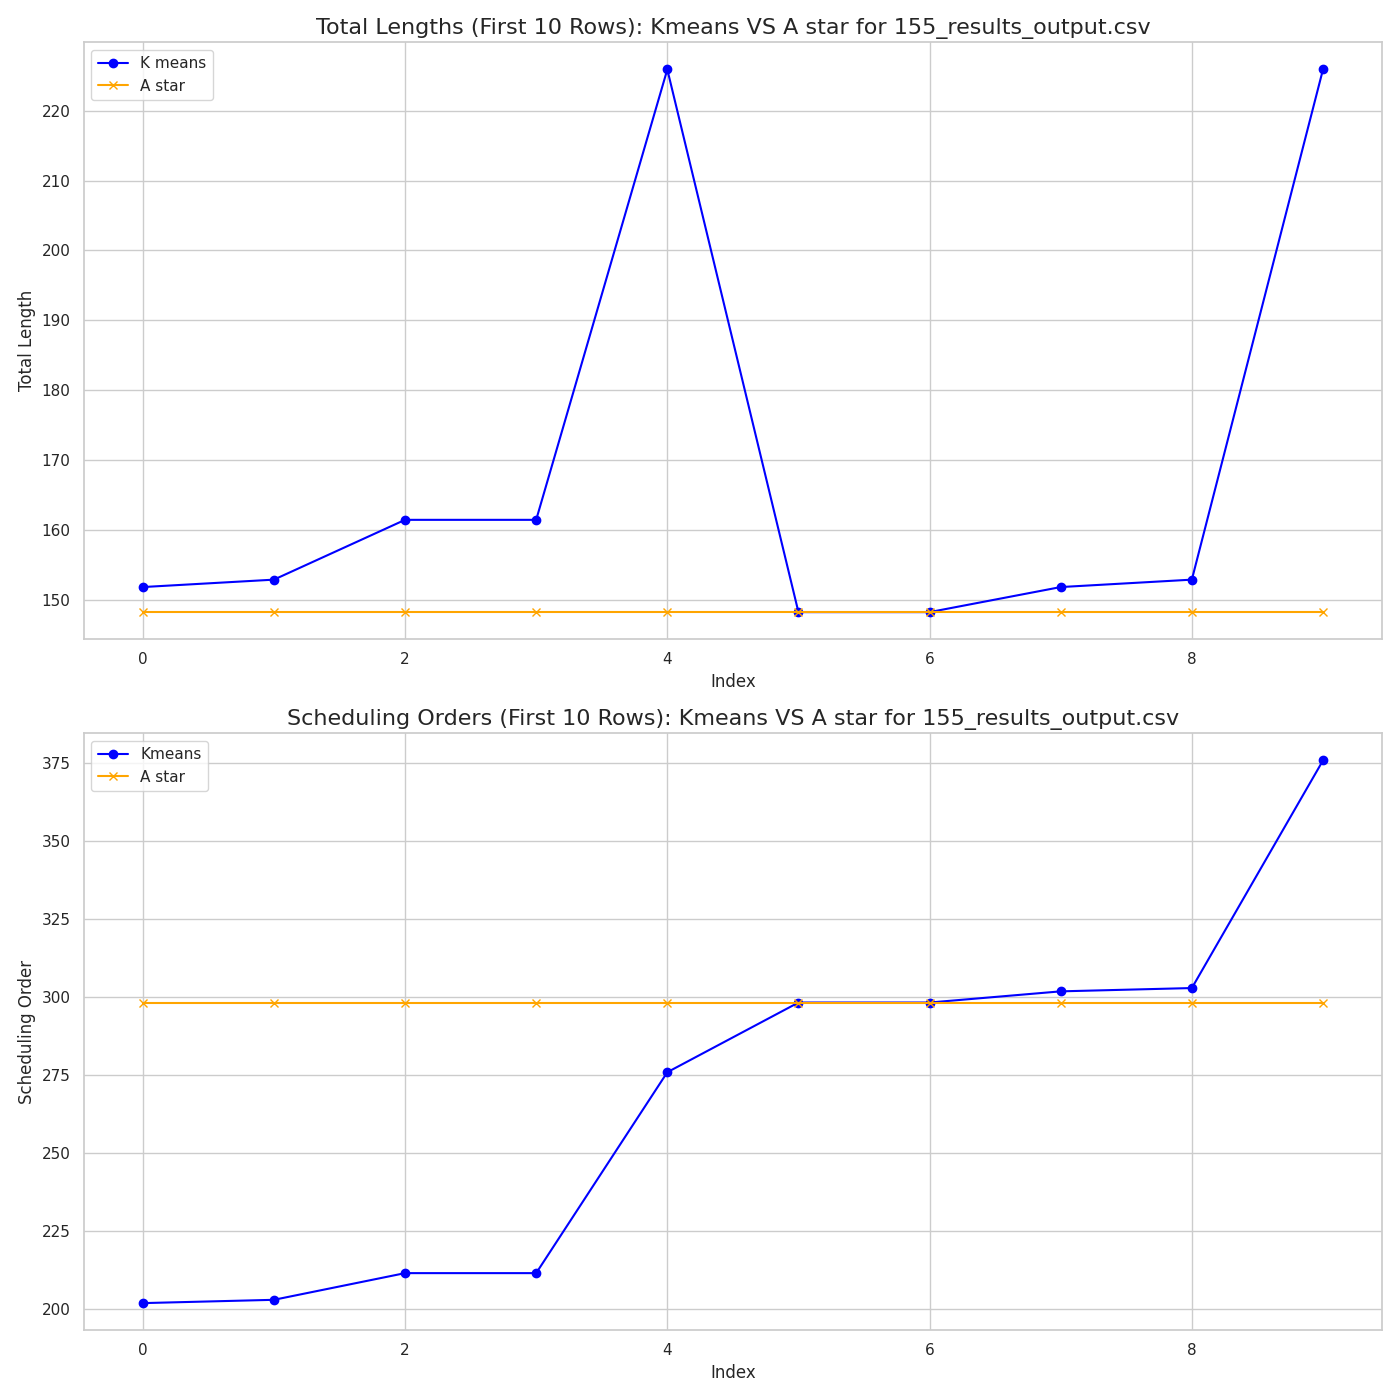 Total Lengths (First 10 Rows): Kmeans VS A star for 155_results_output.csv
K means
A star
220
210
200
190
180
170
160
150
Total Length
0
2
4
6
8
Index
Scheduling Orders (First 10 Rows): Kmeans VS A star for 155_results_output.csv
Kmeans
A star
375
350
325
300
275
250
225
200
Scheduling Order
0
2
4
6
8
Index